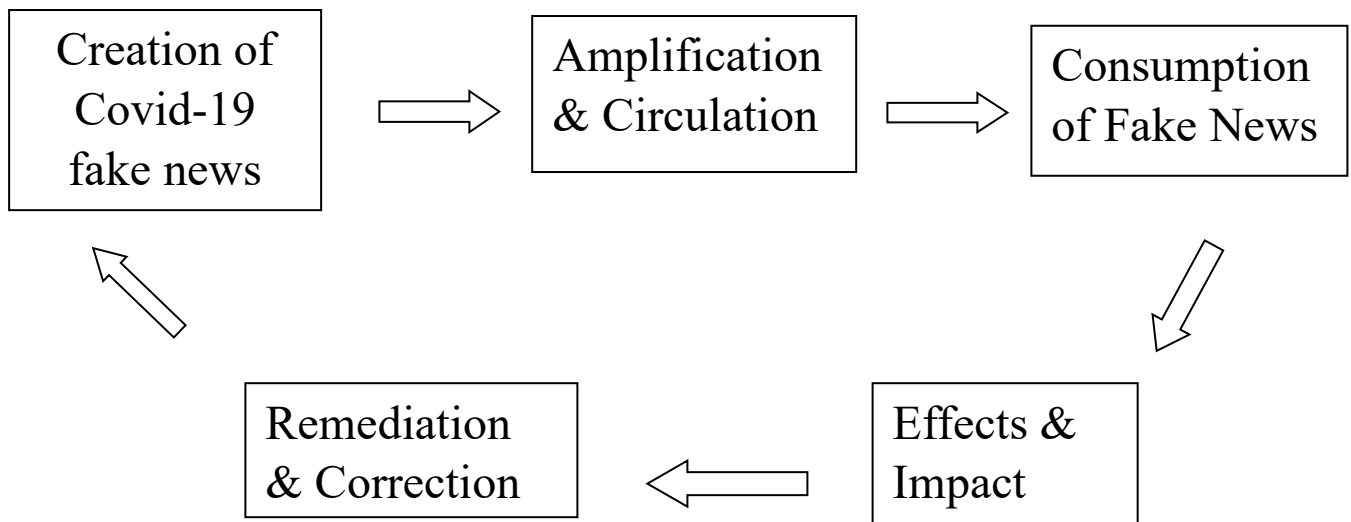 Creation of
Covid-19
fake news
Amplification
& Circulation
Consumption
of Fake News
Effects &
Impact
Remediation
& Correction